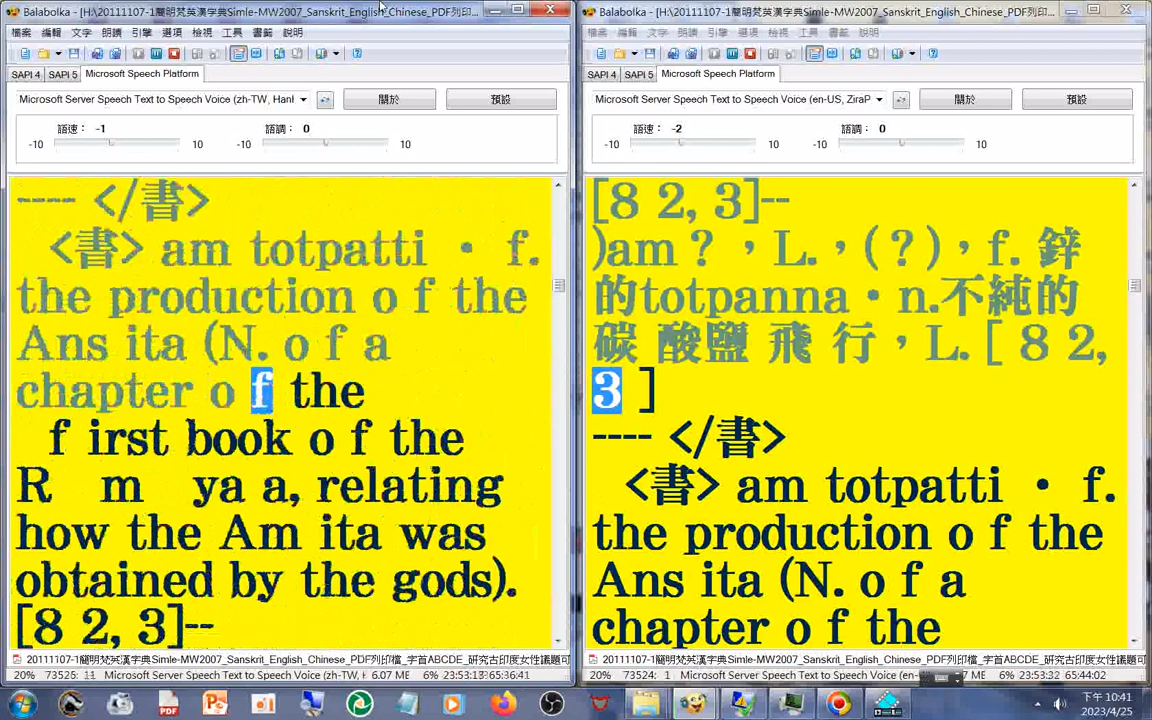 Balabolka - [H:\20111107-1簡明梵英漢字典Simle-MW2007_Sanskrit_English_Chinese_PDF列印...
檔案 編輯 文字 朗讀 引擎 選項 檢視 工具 書籤 說明
SAPI 4 SAPI 5 Microsoft Speech Platform
Microsoft Server Speech Text to Speech Voice (zh-TW, Hanl
關於 預設
語速： -1 語調： 0
-10 10 -10 10
---- </書>
<書> am totpatti • f.
the production o f the
Ans ita (N. o f a
chapter o f the
f irst book o f the
R m ya a, relating
how the Am ita was
obtained by the gods).
[8 2, 3]--
20111107-1簡明梵英漢字典Simle-MW2007_Sanskrit_English_Chinese_PDF列印檔_字首ABCDE_研究古印度女性議題可
20% 73525: 11 Microsoft Server Speech Text to Speech Voice (zh-TW, H 6.07 MB 6%
Balabolka - [H:\20111107-1簡明梵英漢字典Simle-MW2007_Sanskrit_English_Chinese_PDF列印...
檔案 編輯 文字 朗讀 引擎 選項 檢視 工具 書籤 說明
SAPI 4 SAPI 5 Microsoft Speech Platform
Microsoft Server Speech Text to Speech Voice (en-US, ZiraP
關於 預設
語速： -2 語調： 0
-10 10 -10 10
[8 2, 3]--
)am？，L.，(？)，f. 鋅
的totpanna•n.不純的
碳 酸鹽 飛 行，L. [ 8 2,
3 ]
---- </書>
<書> am totpatti • f.
the production o f the
Ans ita (N. o f a
chapter o f the
20111107-1簡明梵英漢字典Simle-MW2007_Sanskrit_English_Chinese_PDF列印檔_字首ABCDE_研究古印度女性議題可
20% 73524: 1 Microsoft Server Speech Text to Speech Voice MB 6% 23:53:32 65:44:02
下午 10:41
2023/4/25